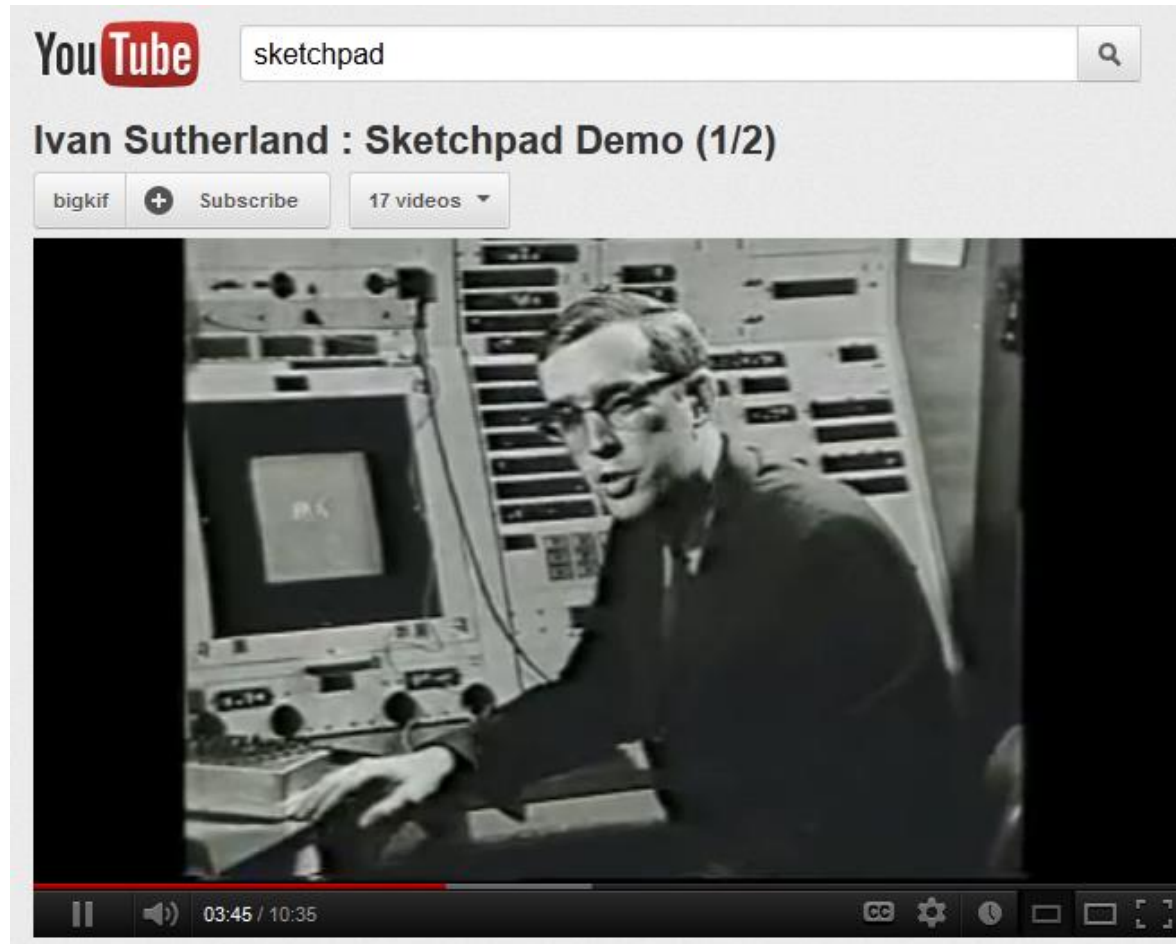 YouTube
sketchpad
Ivan Sutherland : Sketchpad Demo (1/2)
bigkif Subscribe 17 videos
03:45 / 10:35
CC